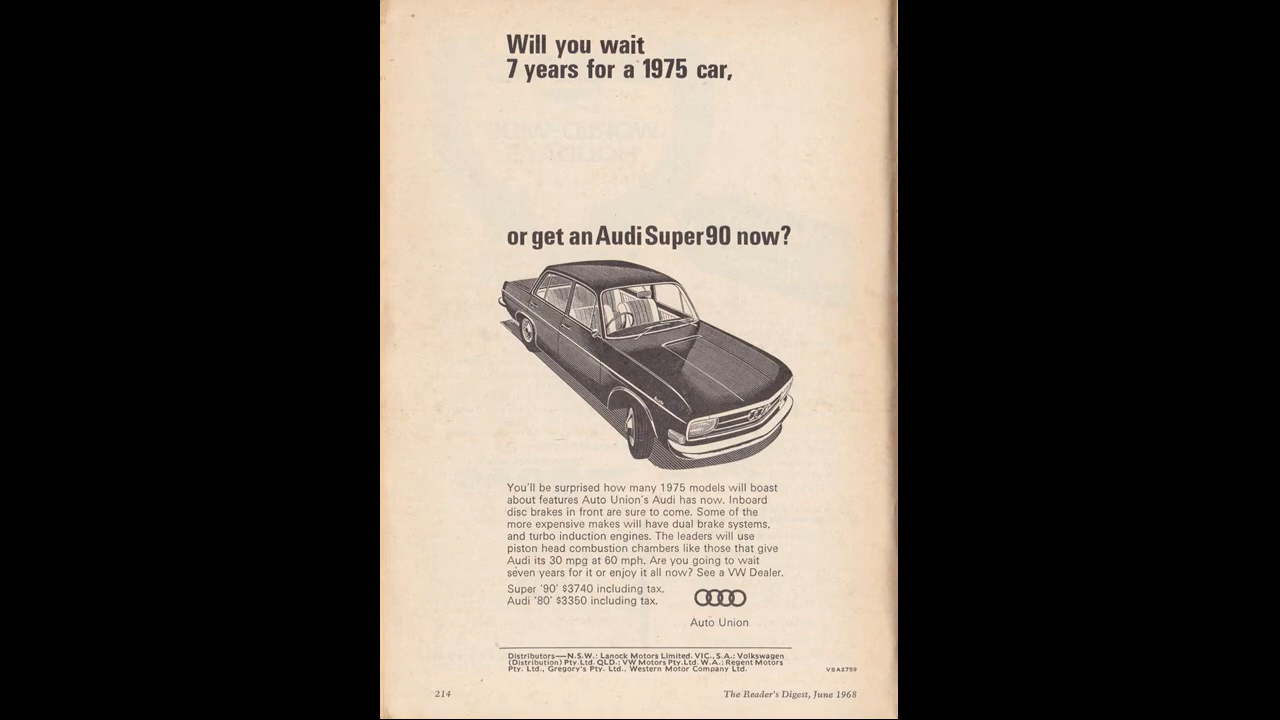 Will you wait
7 years for a 1975 car,
or get an Audi Super 90 now?
You'll be surprised how many 1975 models will boast
about features Auto Union's Audi has now. Inboard
disc brakes in front are sure to come. Some of the
more expensive makes will have dual brake systems,
and turbo induction engines. The leaders will use
piston head combustion chambers like those that give
Audi its 30 mpg at 60 mph. Are you going to wait
seven years for it or enjoy it all now? See a VW Dealer.
Super '90' $3740 including tax.
Audi '80' $3350 including tax.
Auto Union
Distributors—N.S.W.: Lanock Motors Limited. VIC., S.A.: Volkswagen
(Distribution) Pty. Ltd. QLD.: VW Motors Pty. Ltd. W.A.: Regent Motors
Pty. Ltd., Gregory's Pty. Ltd., Western Motor Company Ltd.
VSA2759
214
The Reader's Digest, June 1968